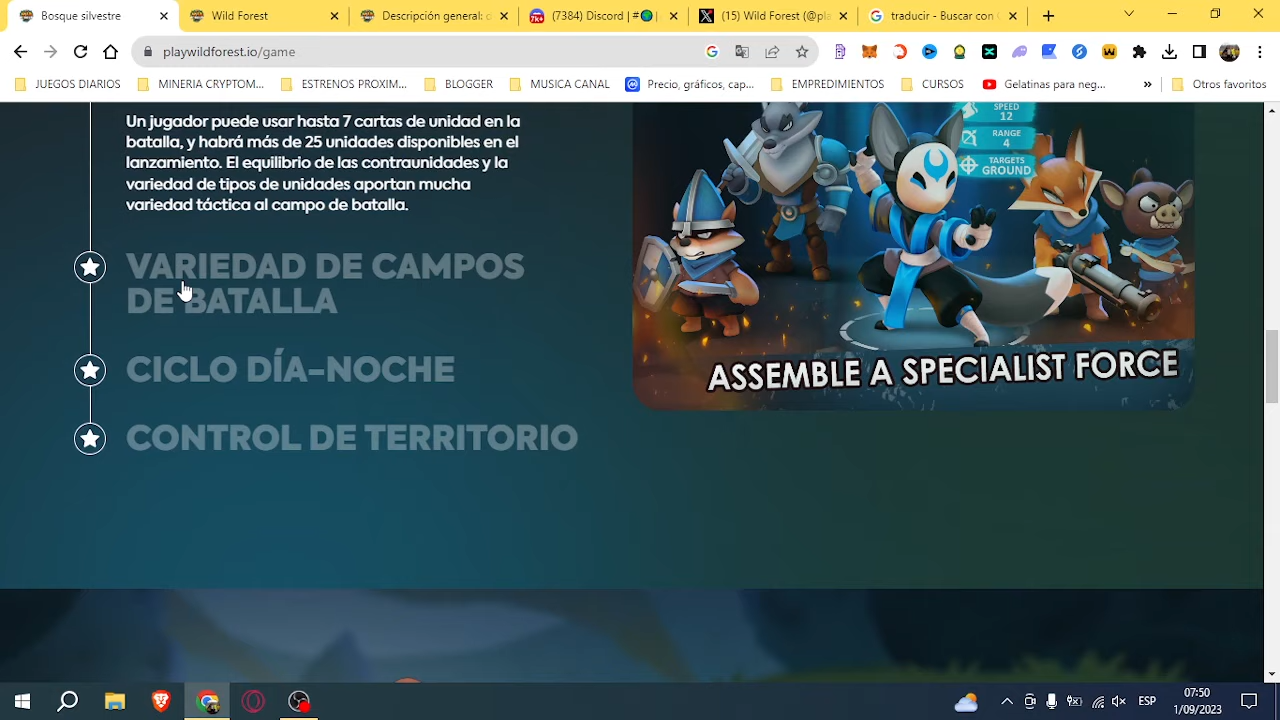 Bosque silvestre
Wild Forest
Descripción general: c
(7384) Discord | #
(15) Wild Forest (@pla
traducir - Buscar con
playwildforest.io/game
JUEGOS DIARIOS
MINERIA CRYPTOM...
ESTRENOS PROXIM...
BLOGGER
MUSICA CANAL
Precio, gráficos, cap...
EMPREDIMIENTOS
CURSOS
Gelatinas para neg...
»
Otros favoritos
Un jugador puede usar hasta 7 cartas de unidad en la
batalla, y habrá más de 25 unidades disponibles en el
lanzamiento. El equilibrio de las contraunidades y la
variedad de tipos de unidades aportan mucha
variedad táctica al campo de batalla.
VARIEDAD DE CAMPOS
DE BATALLA
CICLO DÍA-NOCHE
CONTROL DE TERRITORIO
SPEED
12
RANGE
4
TARGETS
GROUND
ASSEMBLE A SPECIALIST FORCE
ESP
07:50
1/09/2023